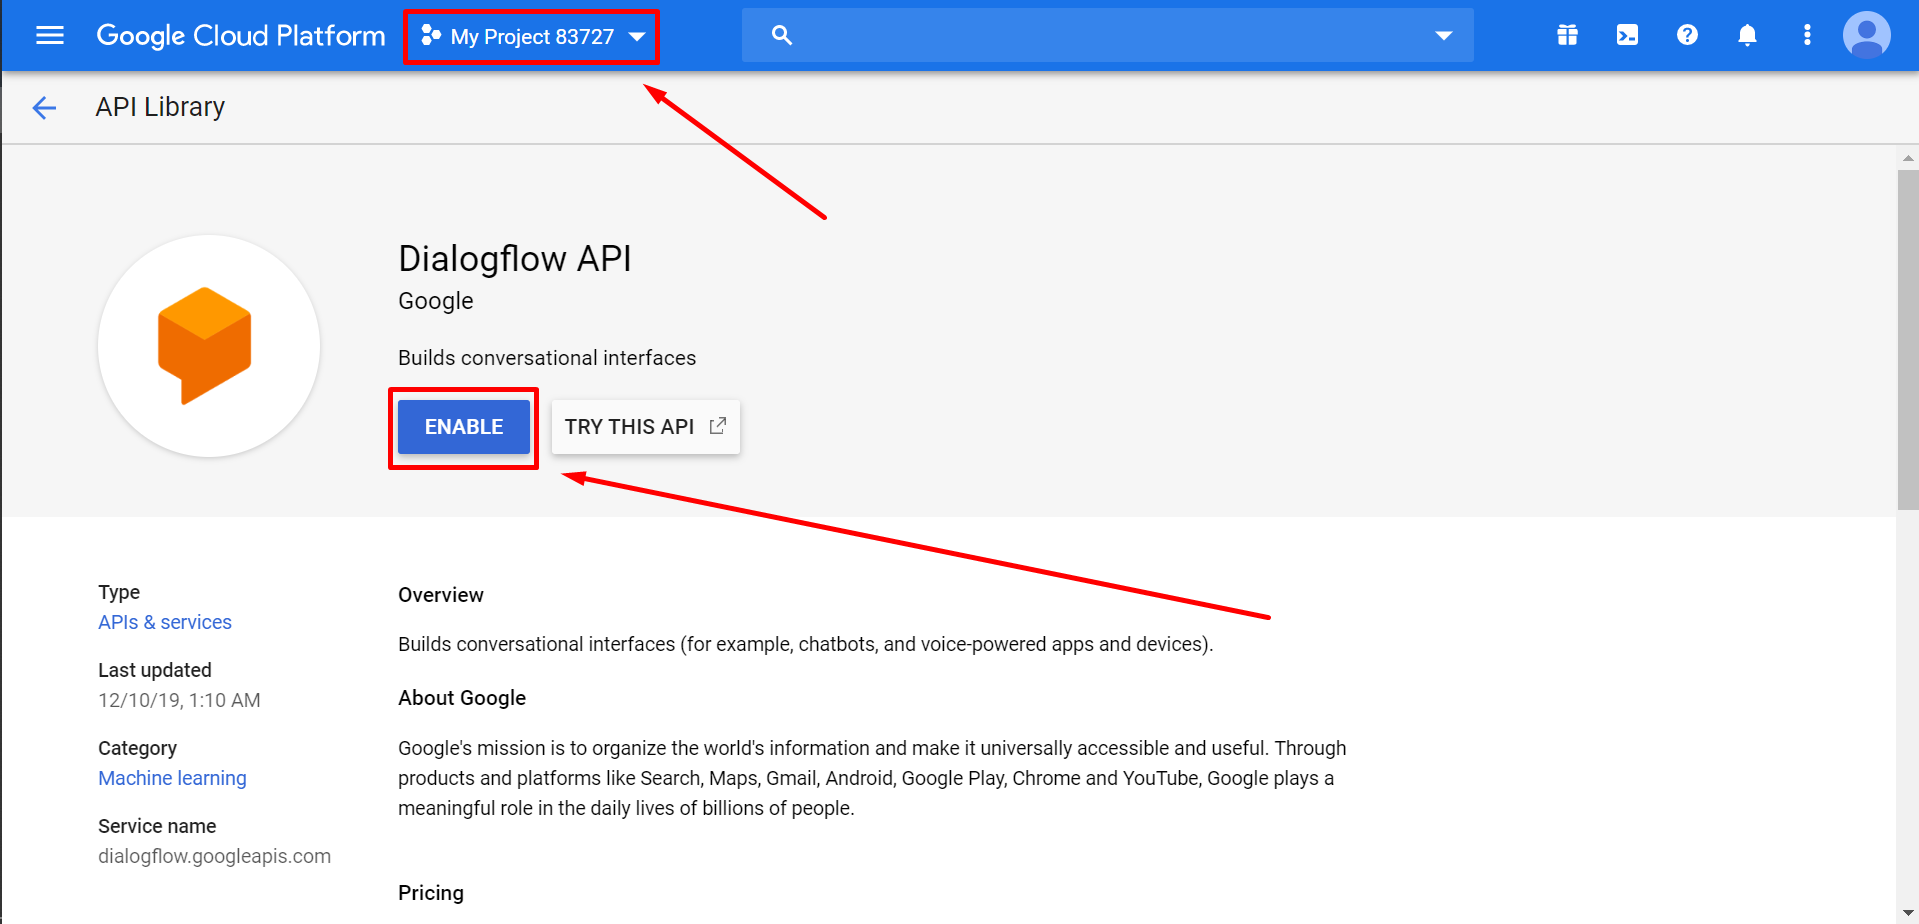 Google Cloud Platform
My Project 83727
API Library
Dialogflow API
Google
Builds conversational interfaces
ENABLE
TRY THIS API
Type
APIs & services
Last updated
12/10/19, 1:10 AM
Category
Machine learning
Service name
dialogflow.googleapis.com
Overview
Builds conversational interfaces (for example, chatbots, and voice-powered apps and devices).
About Google
Google's mission is to organize the world's information and make it universally accessible and useful. Through
products and platforms like Search, Maps, Gmail, Android, Google Play, Chrome and YouTube, Google plays a
meaningful role in the daily lives of billions of people.
Pricing